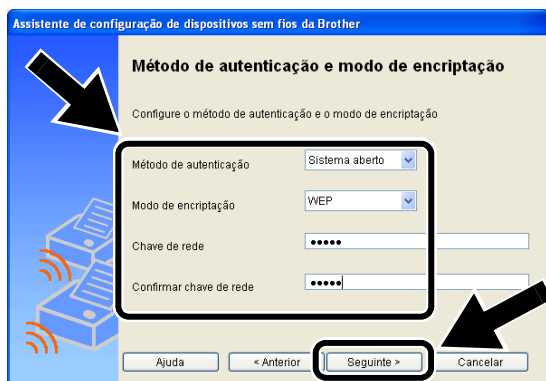 Assistente de configuração de dispositivos sem fios da Brother
Método de autenticação e modo de encriptação
Configure o método de autenticação e o modo de encriptação
Método de autenticação Sistema aberto
Modo de encriptação WEP
Chave de rede •••••
Confirmar chave de rede •••••
Ajuda < Anterior Seguinte > Cancelar